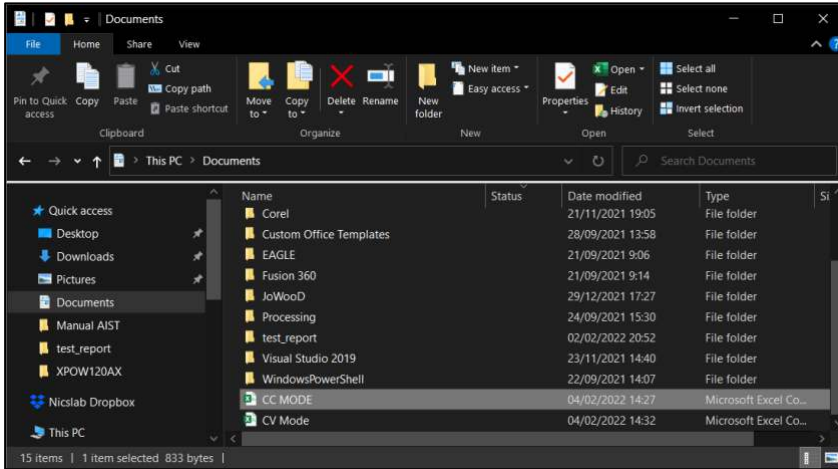 Documents
File Home Share View
Pin to Quick access
Copy
Paste
Cut
Copy path
Paste shortcut
Move to
Copy to
Delete
Rename
New folder
New item
Easy access
Properties
Open
Edit
History
Select all
Select none
Invert selection
Clipboard Organize New Open Select
This PC > Documents
Search Documents
Quick access
Desktop
Downloads
Pictures
Documents
Manual AIST
test_report
XPOW120AX
Nicslab Dropbox
This PC
Name Status Date modified Type Si
Corel 21/11/2021 19:05 File folder
Custom Office Templates 28/09/2021 13:58 File folder
EAGLE 21/09/2021 9:06 File folder
Fusion 360 21/09/2021 9:14 File folder
JoWooD 29/12/2021 17:27 File folder
Processing 24/09/2021 15:30 File folder
test_report 02/02/2022 20:52 File folder
Visual Studio 2019 23/11/2021 14:40 File folder
WindowsPowerShell 22/09/2021 14:07 File folder
CC MODE 04/02/2022 14:27 Microsoft Excel Co...
CV Mode 04/02/2022 14:32 Microsoft Excel Co...
15 items | 1 item selected 833 bytes |